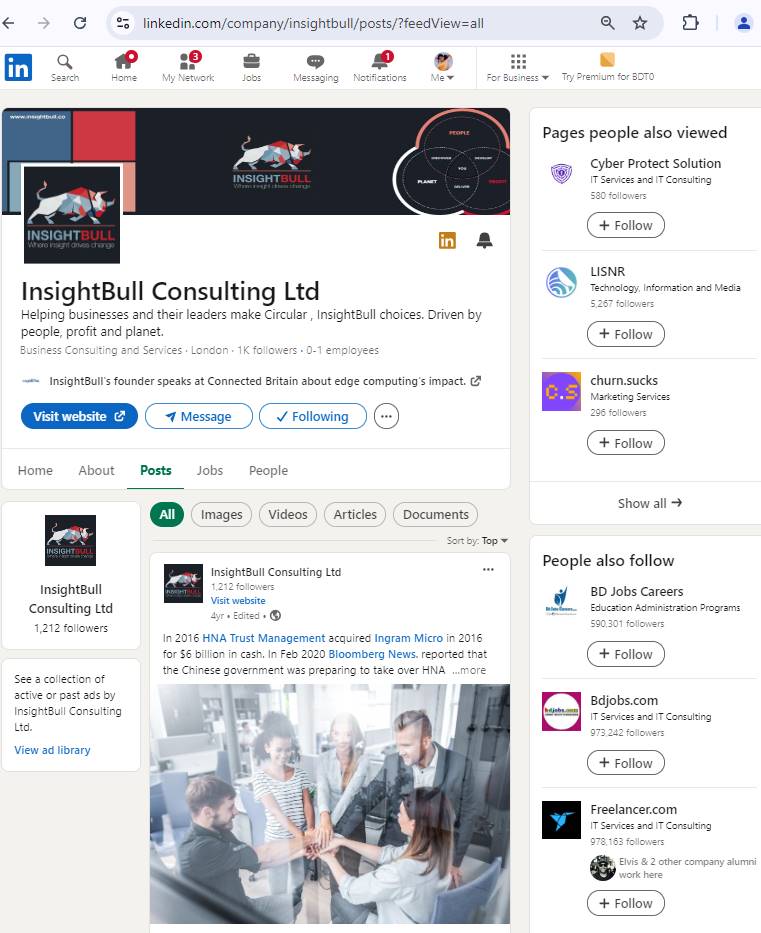 linkedin.com/company/insightbull/posts/?feedView=all
in
Search
Home
3
My Network
Jobs
Messaging
1
Notifications
Me
For Business
Try Premium for BDT0
www.insightbull.co
INSIGHTBULL
Where insight drives change
PEOPLE
DISCOVER
DEVELOP
YOU
PLANET
PROFIT
DELIVER
INSIGHTBULL
Where insight drives change
in
InsightBull Consulting Ltd
Helping businesses and their leaders make Circular , InsightBull choices. Driven by
people, profit and planet.
Business Consulting and Services · London · 1K followers · 0-1 employees
InsightBull's founder speaks at Connected Britain about edge computing's impact.
Visit website
Message
Following
Home
About
Posts
Jobs
People
INSIGHTBULL
InsightBull
Consulting Ltd
1,212 followers
See a collection of
active or past ads by
InsightBull Consulting
Ltd.
View ad library
All
Images
Videos
Articles
Documents
Sort by: Top
INSIGHTBULL
InsightBull Consulting Ltd
1,212 followers
Visit website
4yr • Edited •
In 2016 HNA Trust Management acquired Ingram Micro in 2016
for $6 billion in cash. In Feb 2020 Bloomberg News. reported that
the Chinese government was preparing to take over HNA ...more
Pages people also viewed
Cyber Protect Solution
IT Services and IT Consulting
580 followers
+ Follow
LISNR
Technology, Information and Media
5,267 followers
+ Follow
c.s
churn.sucks
Marketing Services
296 followers
+ Follow
Show all →
People also follow
BD Jobs Careers
Education Administration Programs
590,301 followers
+ Follow
bdjobs.com
Bdjobs.com
IT Services and IT Consulting
973,242 followers
+ Follow
Freelancer.com
IT Services and IT Consulting
978,163 followers
Elvis & 2 other company alumni
work here
+ Follow